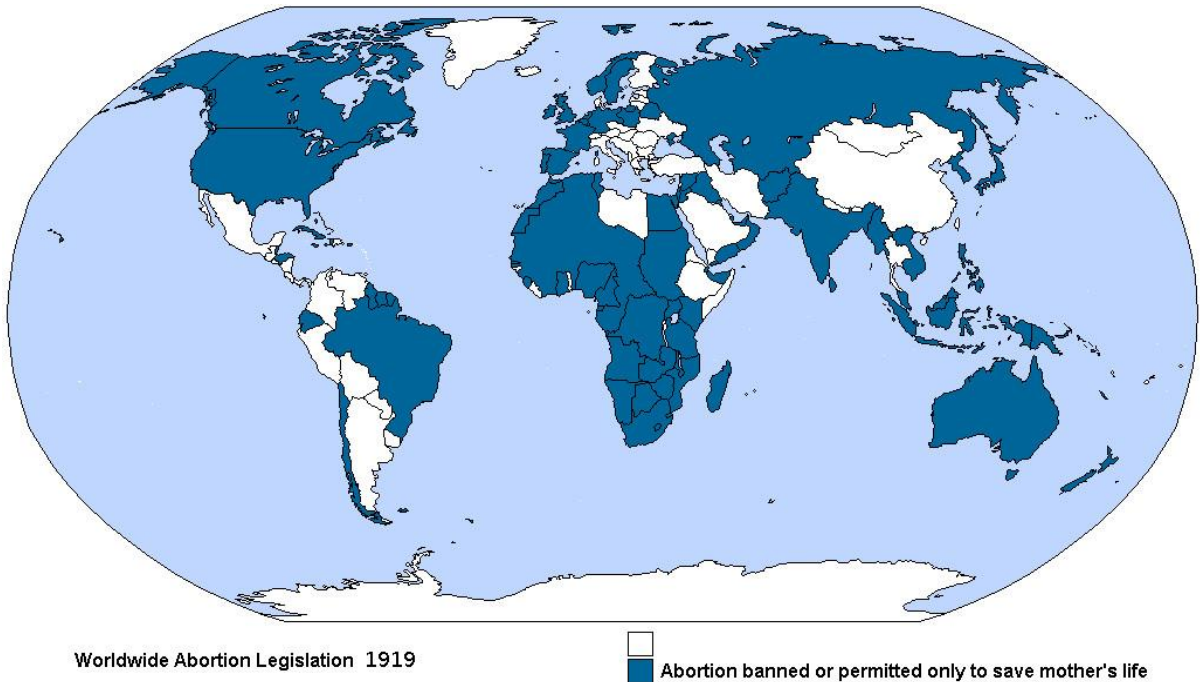 Worldwide Abortion Legislation 1919
Abortion banned or permitted only to save mother's life